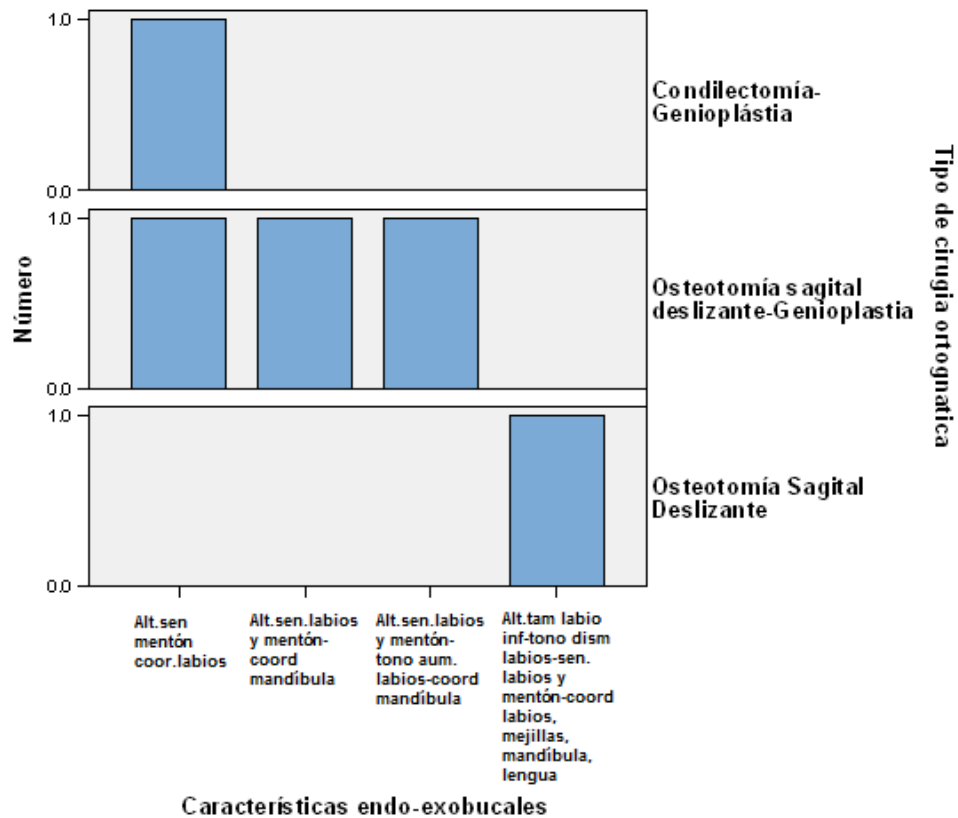 1.0
0.0
Condilectomía-
Genioplástia
1.0
0.0
Osteotomía sagital
deslizante-Genioplastia
1.0
0.0
Osteotomía Sagital
Deslizante
Número
Tipo de cirugia ortognatica
Alt.sen
mentón
coor.labios
Alt.sen.labios
y mentón-
coord
mandíbula
Alt.sen.labios
y mentón-
tono aum.
labios-coord
mandíbula
Alt.tam labio
inf-tono dism
labios-sen.
labios y
mentón-coord
labios,
mejillas,
mandíbula,
lengua
Características endo-exobucales